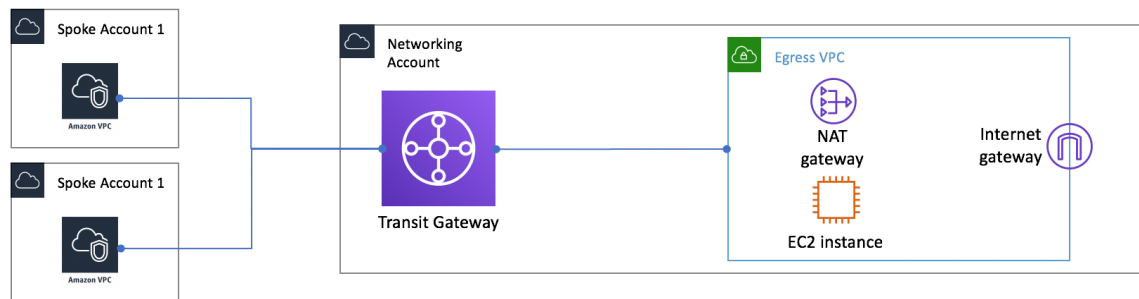 Spoke Account 1
Amazon VPC
Spoke Account 1
Amazon VPC
Networking
Account
Transit Gateway
Egress VPC
NAT
gateway
EC2 instance
Internet
gateway